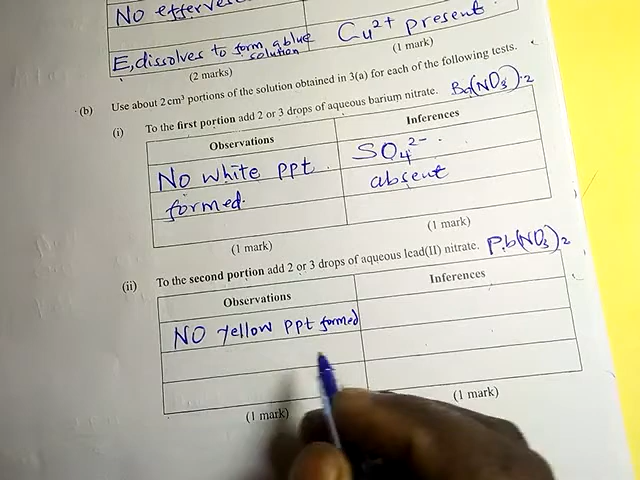 No efferves
Cu²⁺ present.
E, dissolves to form a blue
solution
(2 marks)
(1 mark)
(b) Use about 2 cm³ portions of the solution obtained in 3(a) for each of the following tests.
(i) To the first portion add 2 or 3 drops of aqueous barium nitrate. Ba(NO₃)₂
Observations
Inferences
No white ppt
formed.
SO₄²⁻
absent
(1 mark)
(1 mark)
(ii) To the second portion add 2 or 3 drops of aqueous lead(II) nitrate. Pb(NO₃)₂
Observations
Inferences
NO yellow ppt formed
(1 mark)
(1 mark)